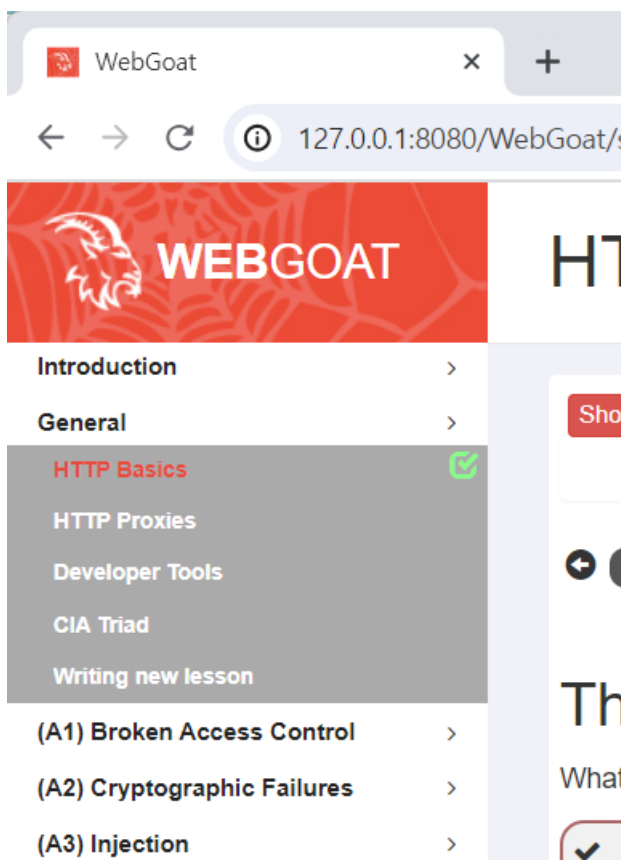 WebGoat
127.0.0.1:8080/WebGoat/
WEBGOAT
HT
Introduction
General
Sho
HTTP Basics
HTTP Proxies
Developer Tools
CIA Triad
Writing new lesson
Th
(A1) Broken Access Control
What
(A2) Cryptographic Failures
(A3) Injection